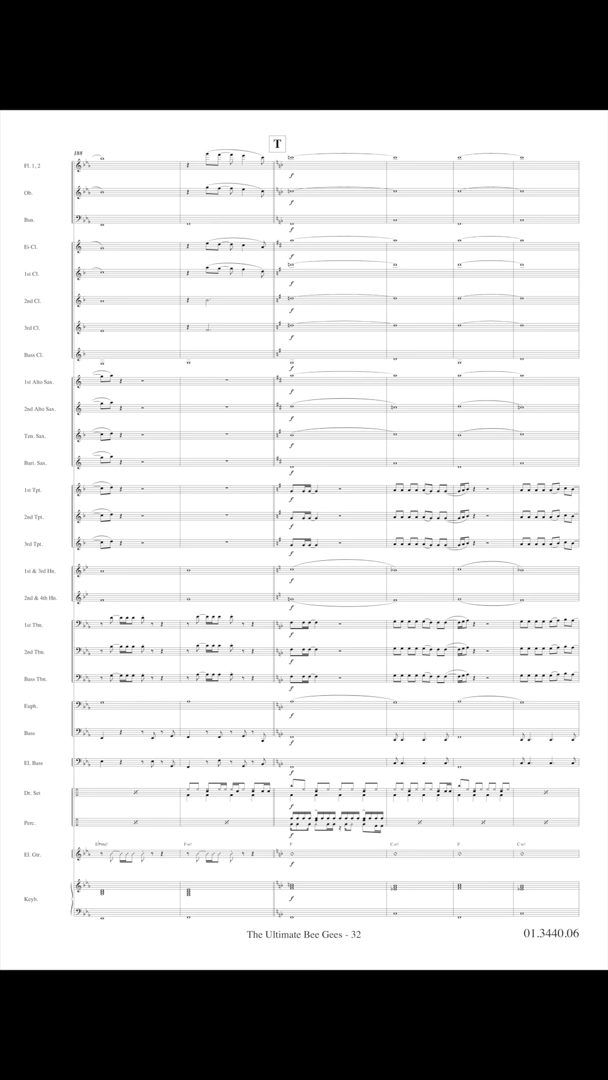 T
188
Fl. 1, 2
Ob.
Bsn.
E♭ Cl.
1st Cl.
2nd Cl.
3rd Cl.
Bass Cl.
1st Alto Sax.
2nd Alto Sax.
Ten. Sax.
Bari. Sax.
1st Tpt.
2nd Tpt.
3rd Tpt.
1st & 3rd Hn.
2nd & 4th Hn.
1st Tbn.
2nd Tbn.
Bass Tbn.
Euph.
Bass
El. Bass
Dr. Set
Perc.
El. Gtr.
Keyb.
f
The Ultimate Bee Gees - 32
01.3440.06